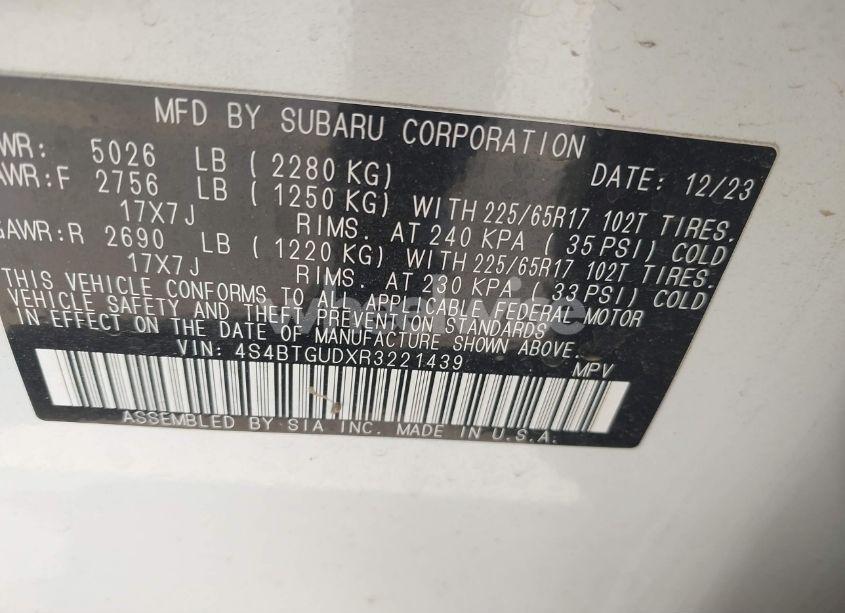 MFD BY SUBARU CORPORATION
WR: 5026 LB ( 2280 KG) DATE: 12/23
AWR:F 2756 LB ( 1250 KG) WITH 225/65R17 102T TIRES.
17X7J RIMS. AT 240 KPA ( 35 PSI) COLD
GAWR:R 2690 LB ( 1220 KG) WITH 225/65R17 102T TIRES.
17X7J RIMS. AT 230 KPA ( 33 PSI) COLD
THIS VEHICLE CONFORMS TO ALL APPLICABLE FEDERAL MOTOR
VEHICLE SAFETY AND THEFT PREVENTION STANDARDS
IN EFFECT ON THE DATE OF MANUFACTURE SHOWN ABOVE.
VIN: 4S4BTGUDXR3221439 MPV
ASSEMBLED BY SIA INC. MADE IN U.S.A.